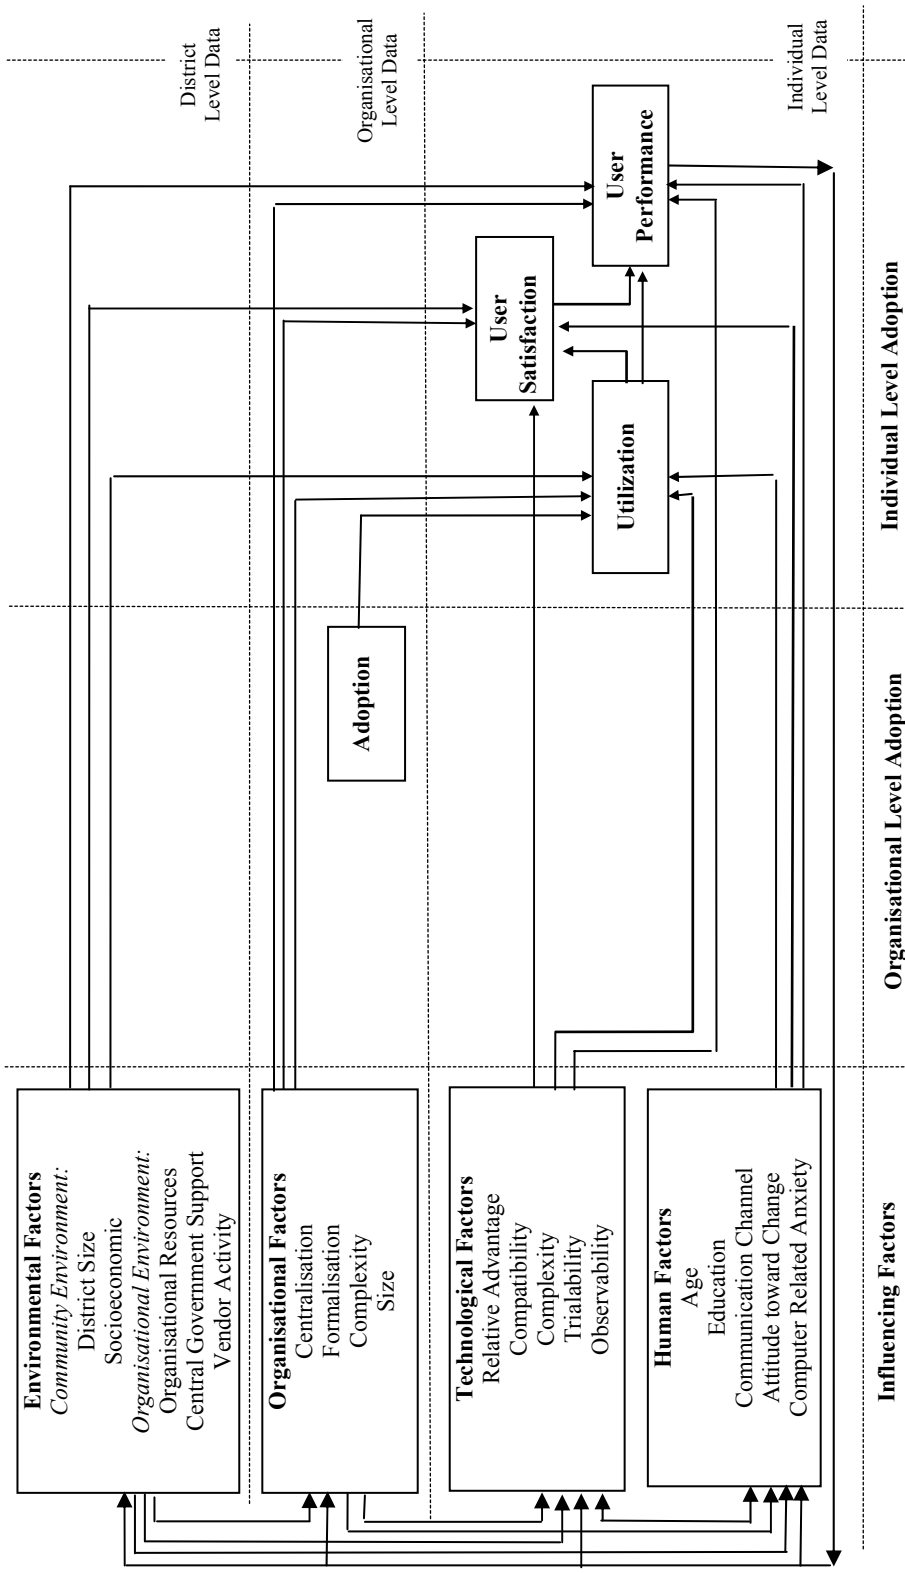 Environmental Factors
Community Environment:
District Size
Socioeconomic
Organisational Environment:
Organisational Resources
Central Government Support
Vendor Activity
District
Level Data
Organisational Factors
Centralisation
Formalisation
Complexity
Size
Adoption
Organisational
Level Data
Technological Factors
Relative Advantage
Compatibility
Complexity
Trialability
Observability
User
Satisfaction
Utilization
User
Performance
Human Factors
Age
Education
Communication Channel
Attitude toward Change
Computer Related Anxiety
Individual
Level Data
Influencing Factors
Organisational Level Adoption
Individual Level Adoption